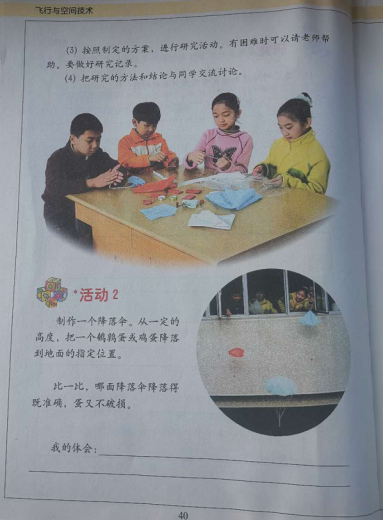 飞行与空间技术
(3) 按照制定的方案，进行研究活动。有困难时可以请老师帮
助，要做好研究记录。
(4) 把研究的方法和结论与同学交流讨论。
*活动2
制作一个降落伞。从一定的
高度，把一个鹌鹑蛋或鸡蛋降落
到地面的指定位置。
比一比，哪面降落伞降落得
既准确，蛋又不破损。
我的体会：
40